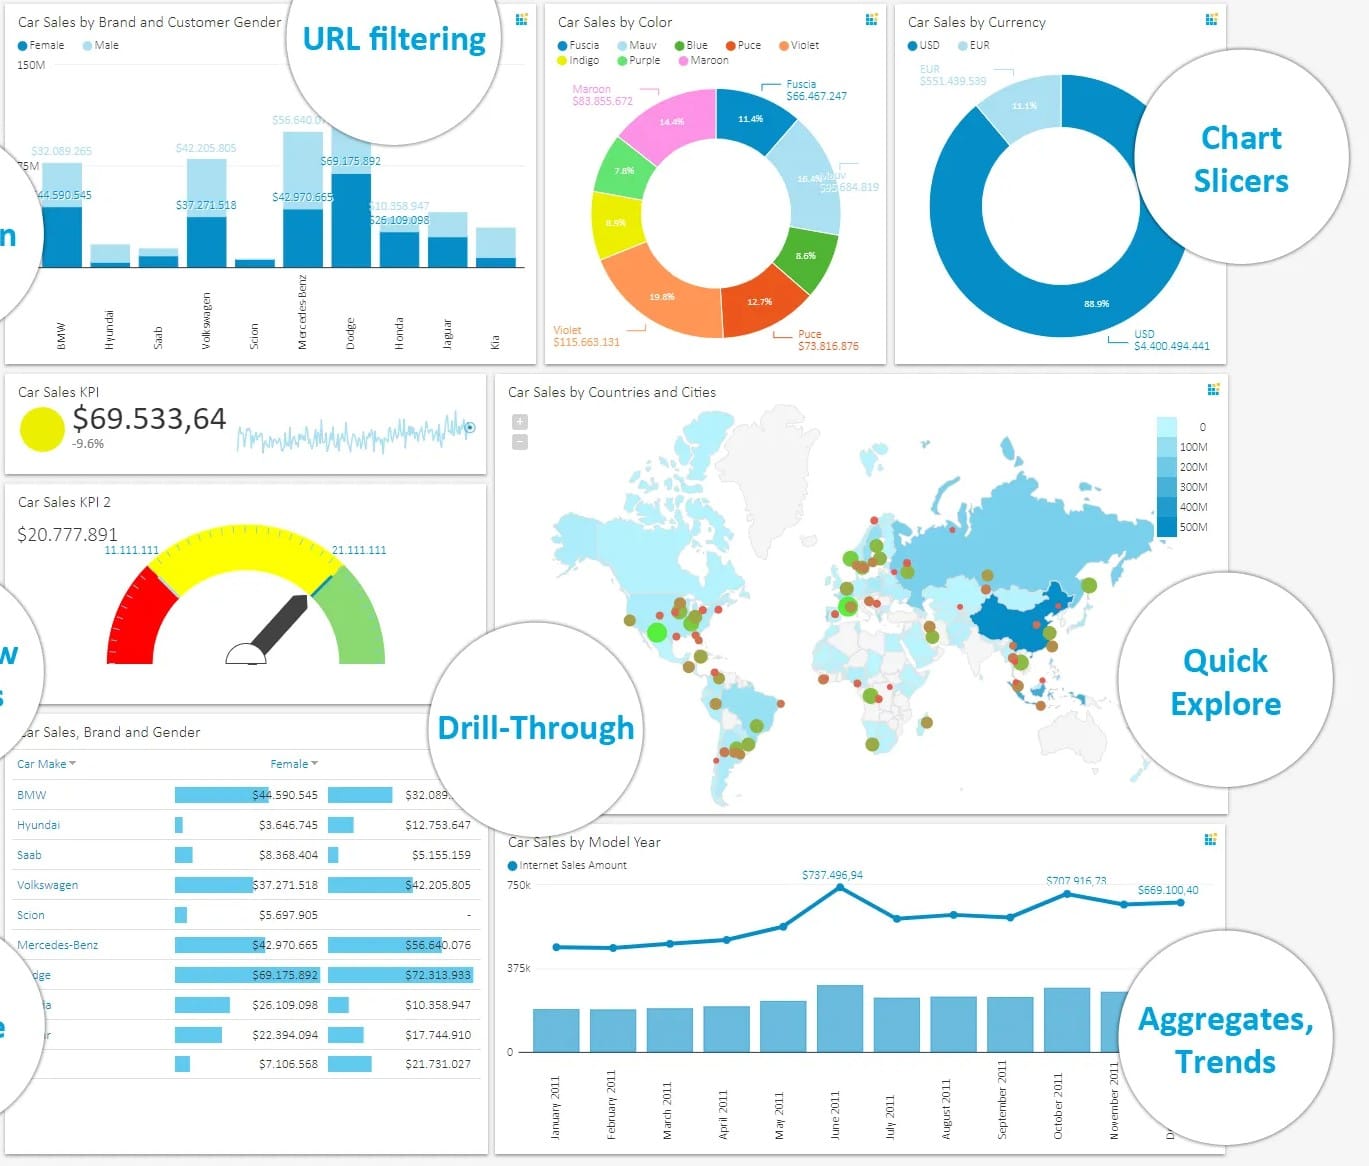 Car Sales by Brand and Customer Gender
Female Male
150M
75M
$32.089.265
$44.590.545
$42.205.805
$37.271.518
$56.640.0
$42.970.665
$69.175.892
$10.358.947
$26.109.098
BMW
Hyundai
Saab
Volkswagen
Scion
Mercedes-Benz
Dodge
Honda
Jaguar
Kia
URL filtering
Car Sales by Color
Fuscia Mauv Blue Puce Violet
Indigo Purple Maroon
Maroon
$83.855.672
Fuscia
$66.467.247
14.4%
11.4%
7.8%
16.4%
Mauv
$95.684.819
8.9%
8.6%
19.8%
12.7%
Violet
$115.663.131
Puce
$73.816.876
Car Sales by Currency
USD EUR
EUR
$551.439.539
11.1%
88.9%
USD
$4.400.494.441
Chart
Slicers
n
Car Sales KPI
$69.533,64
-9.6%
Car Sales KPI 2
$20.777.891
11.111.111
21.111.111
w
s
Car Sales by Countries and Cities
+
−
0
100M
200M
300M
400M
500M
Quick
Explore
Drill-Through
ar Sales, Brand and Gender
Car Make Female
BMW $44.590.545 $32.089.
Hyundai $3.646.745 $12.753.647
Saab $8.368.404 $5.155.159
Volkswagen $37.271.518 $42.205.805
Scion $5.697.905 -
Mercedes-Benz $42.970.665 $56.640.076
dge $69.175.892 $72.313.933
a $26.109.098 $10.358.947
r $22.394.094 $17.744.910
$7.106.568 $21.731.027
e
Car Sales by Model Year
Internet Sales Amount
750k
375k
0
$737.496,94
$707.916,73
$669.100,40
January 2011
February 2011
March 2011
April 2011
May 2011
June 2011
July 2011
August 2011
September 2011
October 2011
November 2011
D
Aggregates,
Trends